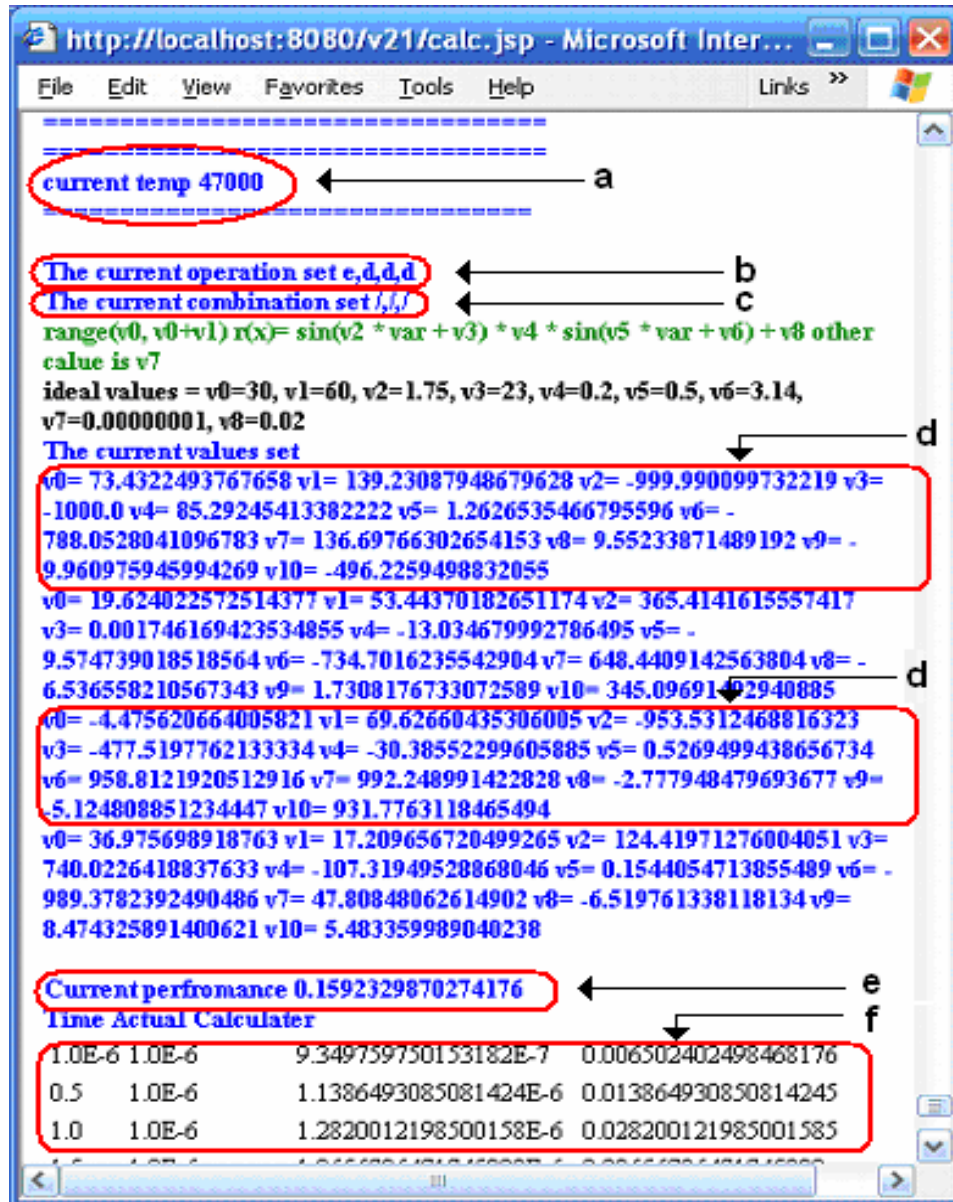 http://localhost:8080/v21/calc.jsp - Microsoft Inter...
File Edit View Favorites Tools Help Links »
==================================
==================================
current temp 47000
a
=================================
The current operation set e,d,d,d
b
The current combination set /,/,/
c
range(v0, v0+v1) r(x)= sin(v2 * var + v3) * v4 * sin(v5 * var + v6) + v8 other
calue is v7
ideal values = v0=30, v1=60, v2=1.75, v3=23, v4=0.2, v5=0.5, v6=3.14,
v7=0.00000001, v8=0.02
The current values set
d
v0= 73.4322493767658 v1= 139.23087948679628 v2= -999.990099732219 v3=
-1000.0 v4= 85.29245413382222 v5= 1.2626535466795596 v6= -
788.0528041096783 v7= 136.69766302654153 v8= 9.55233871489192 v9= -
9.960975945994269 v10= -496.2259498832055
v0= 19.624022572514377 v1= 53.44370182651174 v2= 365.4141615557417
v3= 0.001746169423534855 v4= -13.034679992786495 v5= -
9.574739018518564 v6= -734.7016235542904 v7= 648.4409142563804 v8= -
6.536558210567343 v9= 1.7308176733072589 v10= 345.09691492940885
d
v0= -4.475620664005821 v1= 69.62660435306005 v2= -953.5312468816323
v3= -477.5197762133334 v4= -30.38552299605885 v5= 0.5269499438656734
v6= 958.8121920512916 v7= 992.248991422828 v8= -2.777948479693677 v9=
-5.124808851234447 v10= 931.7763118465494
v0= 36.975698918763 v1= 17.209656720499265 v2= 124.41971276004051 v3=
740.0226418837633 v4= -107.31949528868046 v5= 0.1544054713855489 v6= -
989.3782392490486 v7= 47.80848062614902 v8= -6.519761338118134 v9=
8.474325891400621 v10= 5.483359989040238
Current perfromance 0.1592329870274176
e
Time Actual Calculater
f
1.0E-6 1.0E-6 9.349759750153182E-7 0.006502402498468176
0.5 1.0E-6 1.1386493085081424E-6 0.013864930850814245
1.0 1.0E-6 1.2820012198500158E-6 0.028200121985001585